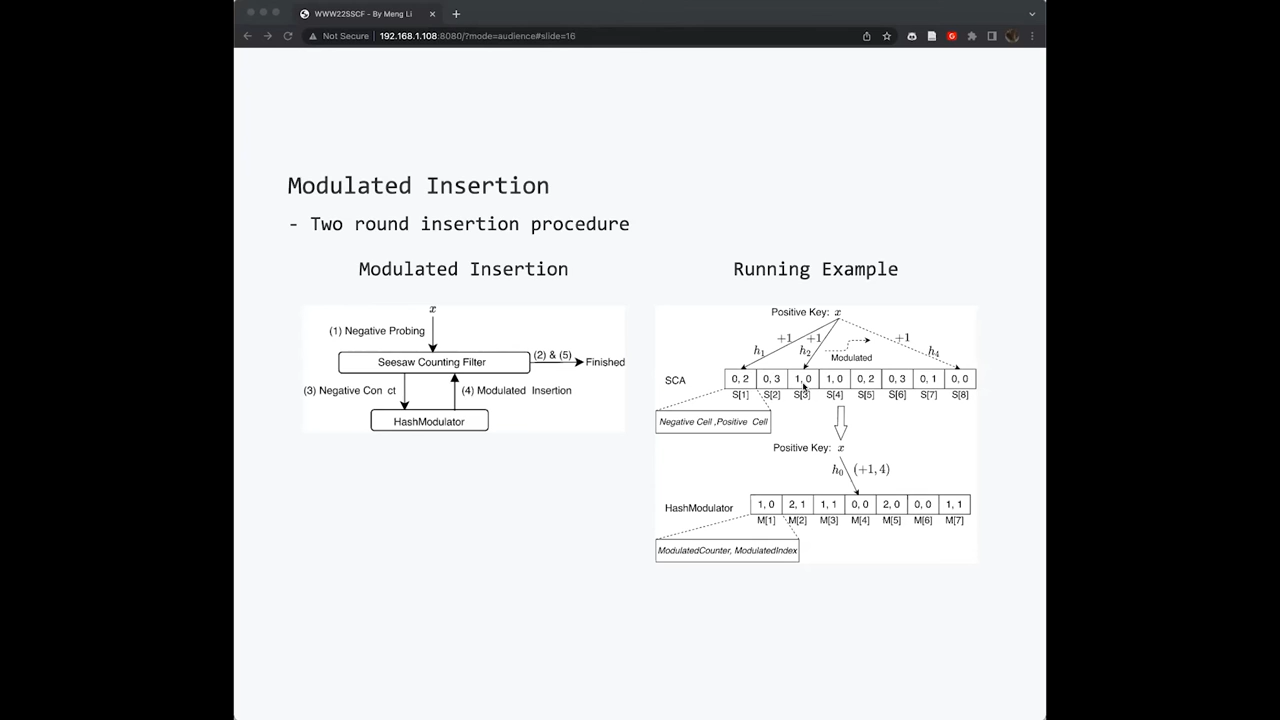 WWW22SSCF - By Meng Li
Not Secure 192.168.1.108:8080/?mode=audience#slide=16
Modulated Insertion
- Two round insertion procedure
Modulated Insertion
x
(1) Negative Probing
Seesaw Counting Filter
(2) & (5)
Finished
(3) Negative Con ct
(4) Modulated Insertion
HashModulator
Running Example
Positive Key: x
+1 +1 +1
h1 h2 h4
Modulated
SCA
0, 2 0, 3 1, 0 1, 0 0, 2 0, 3 0, 1 0, 0
S[1] S[2] S[3] S[4] S[5] S[6] S[7] S[8]
Negative Cell ,Positive Cell
Positive Key: x
h0 (+1,4)
HashModulator
1, 0 2, 1 1, 1 0, 0 2, 0 0, 0 1, 1
M[1] M[2] M[3] M[4] M[5] M[6] M[7]
ModulatedCounter, ModulatedIndex